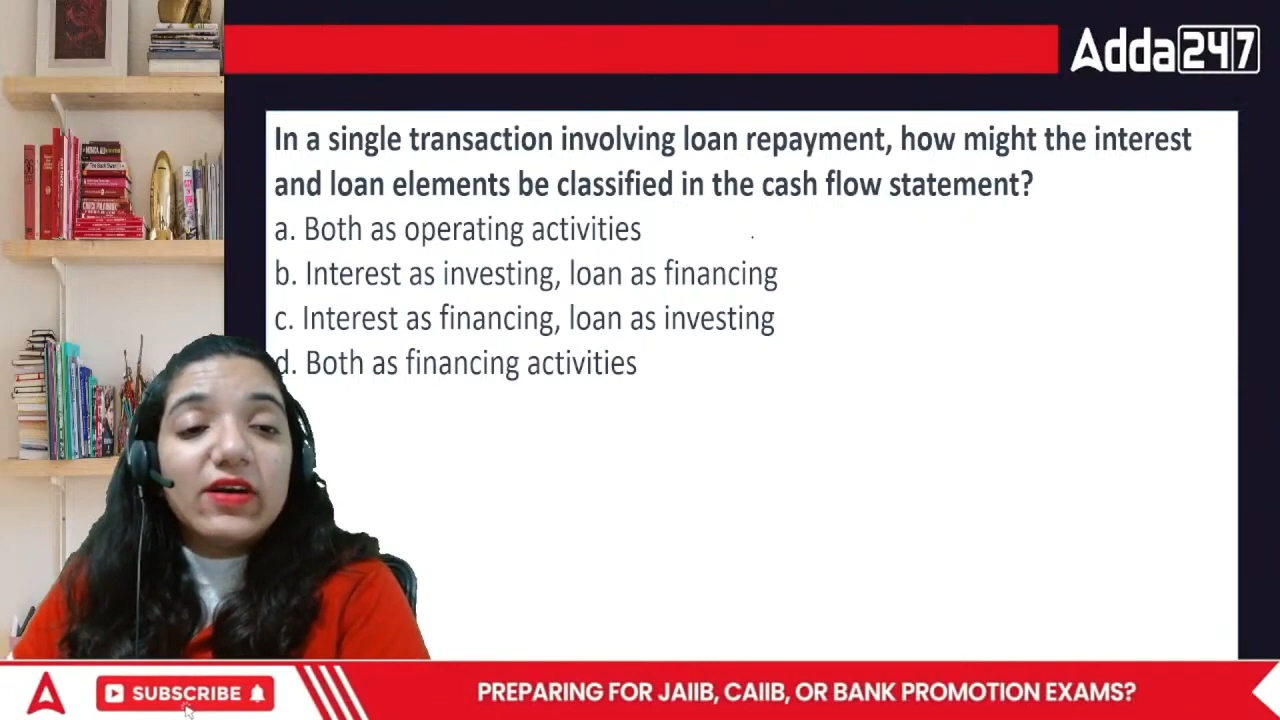 Adda247
In a single transaction involving loan repayment, how might the interest
and loan elements be classified in the cash flow statement?
a. Both as operating activities
b. Interest as investing, loan as financing
c. Interest as financing, loan as investing
d. Both as financing activities
SUBSCRIBE
PREPARING FOR JAIIB, CAIIB, OR BANK PROMOTION EXAMS?